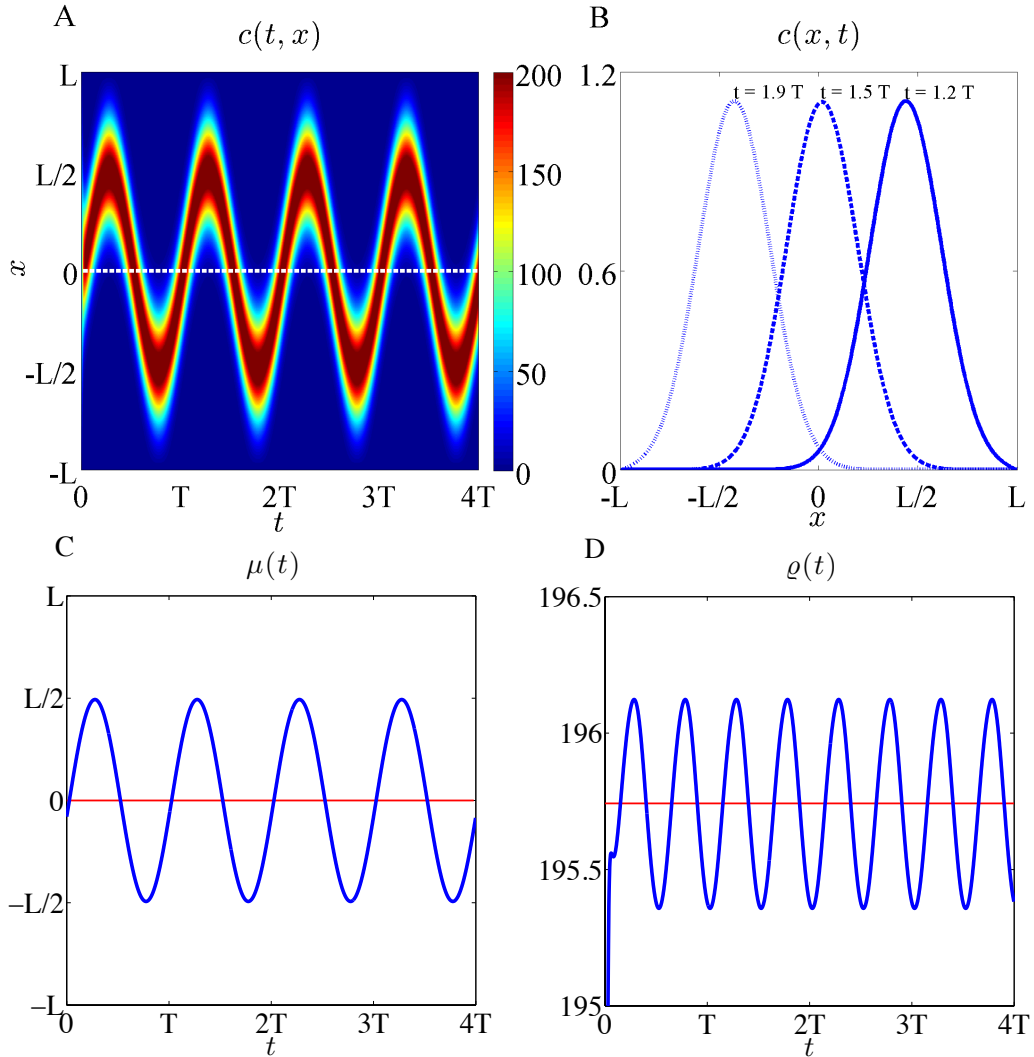 A
c(t, x)
L
L/2
0
-L/2
-L
x
0 T 2T 3T 4T
t
200
150
100
50
0
B
c(x, t)
1.2
0.6
0
t = 1.9 T t = 1.5 T t = 1.2 T
-L -L/2 0 L/2 L
x
C
μ(t)
L
L/2
0
–L/2
–L
0 T 2T 3T 4T
t
D
ϱ(t)
196.5
196
195.5
195
0 T 2T 3T 4T
t